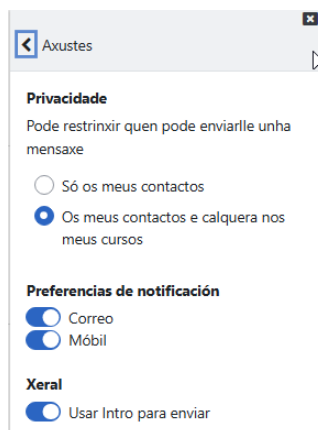 Axustes
Privacidade
Pode restrinxir quen pode enviarlle unha
mensaxe
Só os meus contactos
Os meus contactos e calquera nos
meus cursos
Preferencias de notificación
Correo
Móbil
Xeral
Usar Intro para enviar